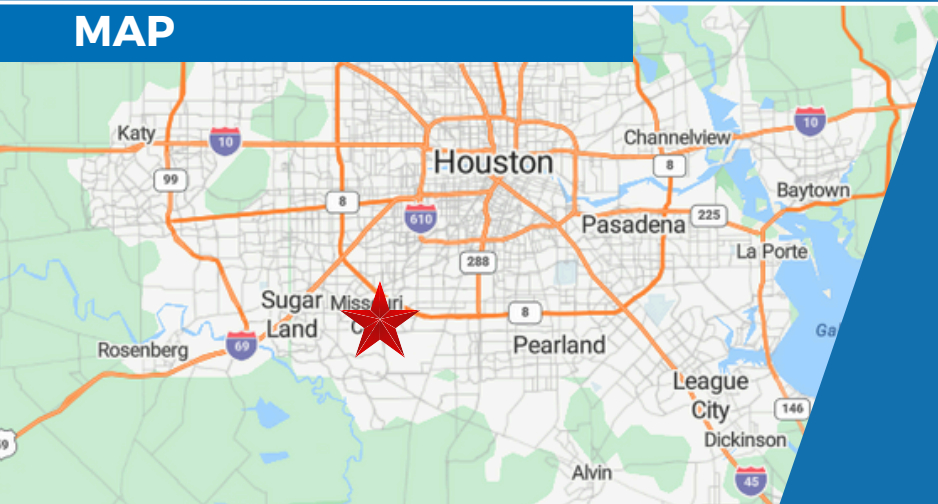 MAP
Katy
10
Channelview
10
Houston
8
99
Baytown
8
610
Pasadena
225
288
La Porte
Sugar
Land
8
69
Rosenberg
Pearland
League
City
146
Dickinson
Alvin
45